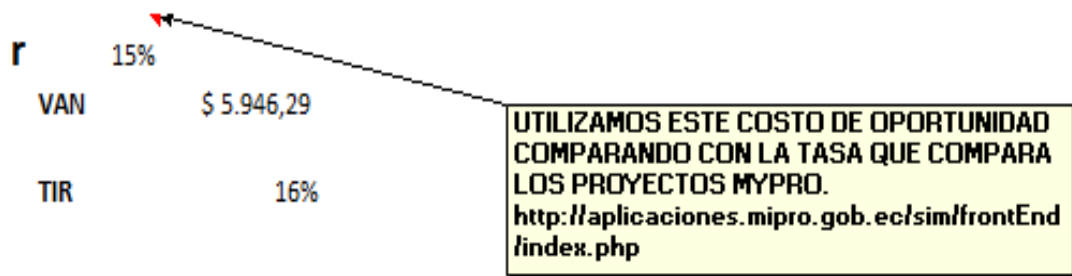 r 15%
VAN $ 5.946,29
TIR 16%
UTILIZAMOS ESTE COSTO DE OPORTUNIDAD
COMPARANDO CON LA TASA QUE COMPARA
LOS PROYECTOS MYPRO.
http://aplicaciones.mipro.gob.ec/sim/frontEnd
/index.php